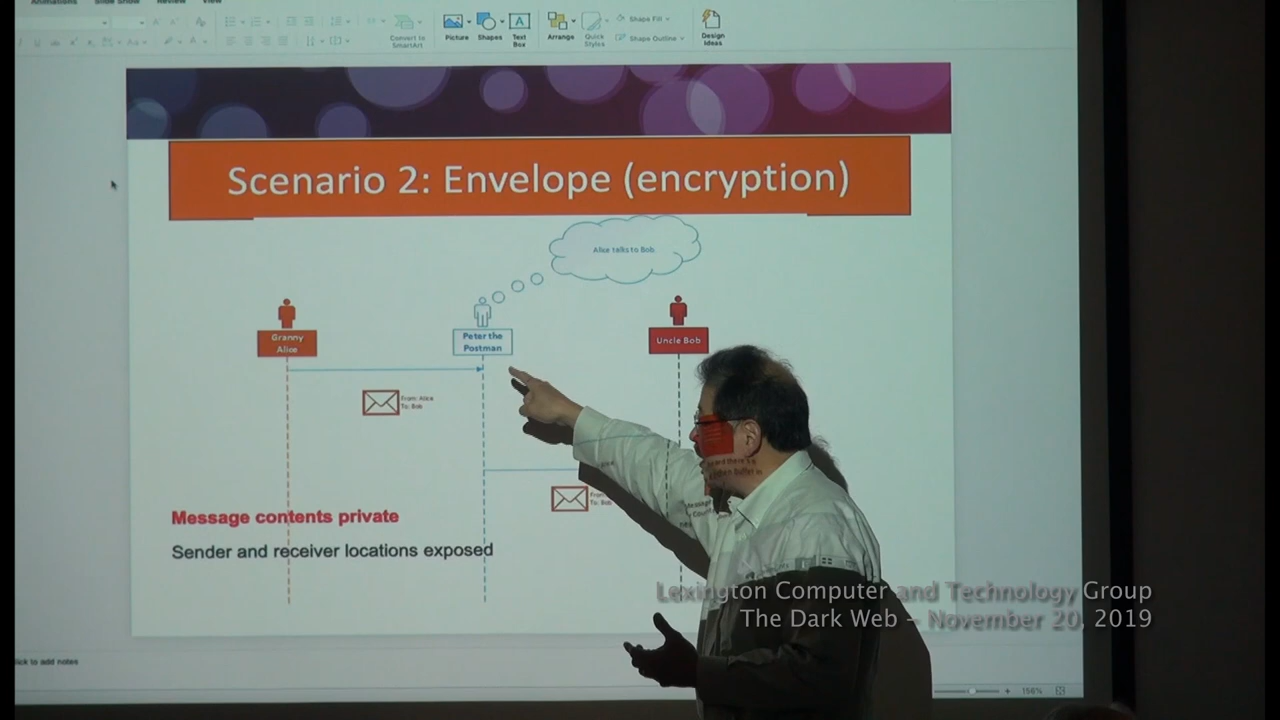 Animations
Slide Show
Review
View
Convert to
SmartArt
Picture
Shapes
Text
Box
Arrange
Quick
Styles
Shape Fill
Shape Outline
Design
Ideas
Scenario 2: Envelope (encryption)
Alice talks to Bob
Granny
Alice
Peter the
Postman
Uncle Bob
From: Alice
To: Bob
From:
To: Bob
Message contents private
Sender and receiver locations exposed
Lexington Computer and Technology Group
The Dark Web – November 20, 2019
to add notes
158%